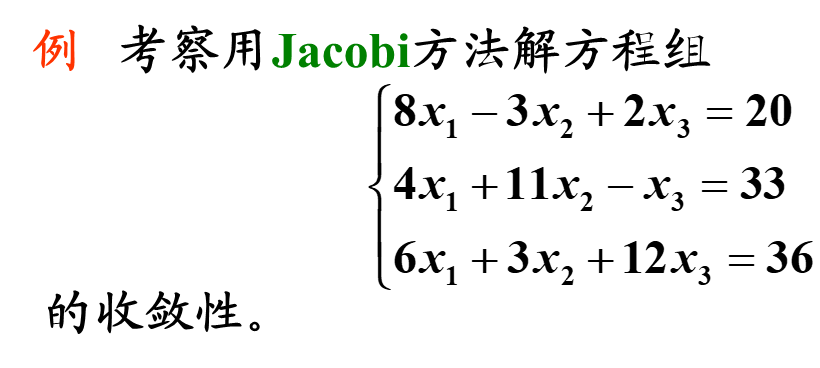 例 考察用Jacobi方法解方程组
8x₁ − 3x₂ + 2x₃ = 20
4x₁ + 11x₂ − x₃ = 33
6x₁ + 3x₂ + 12x₃ = 36
的收敛性。